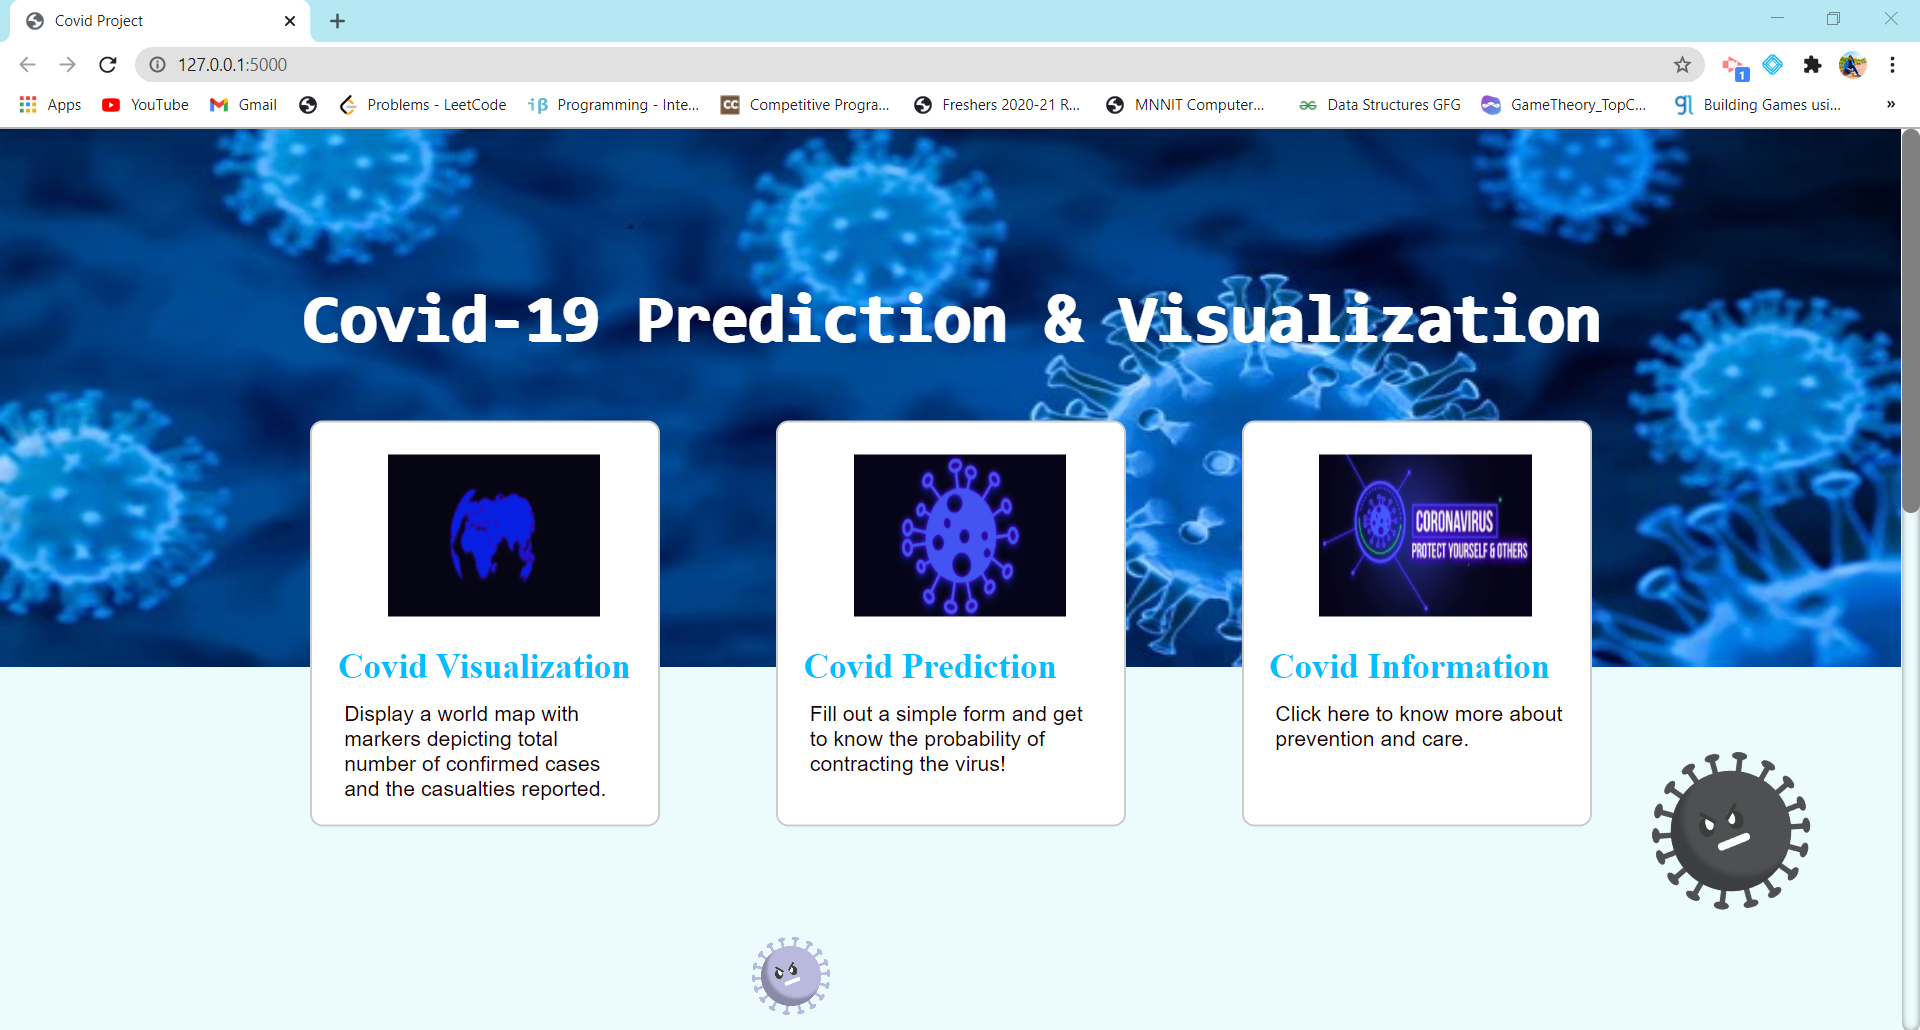 Covid Project
127.0.0.1:5000
1
Apps
YouTube
Gmail
Problems - LeetCode
Programming - Inte...
CC
Competitive Progra...
Freshers 2020-21 R...
MNNIT Computer...
Data Structures GFG
GameTheory_TopC...
Building Games usi...
»
Covid-19 Prediction & Visualization
CORONAVIRUS
PROTECT YOURSELF & OTHERS
Covid Visualization
Display a world map with
markers depicting total
number of confirmed cases
and the casualties reported.
Covid Prediction
Fill out a simple form and get
to know the probability of
contracting the virus!
Covid Information
Click here to know more about
prevention and care.